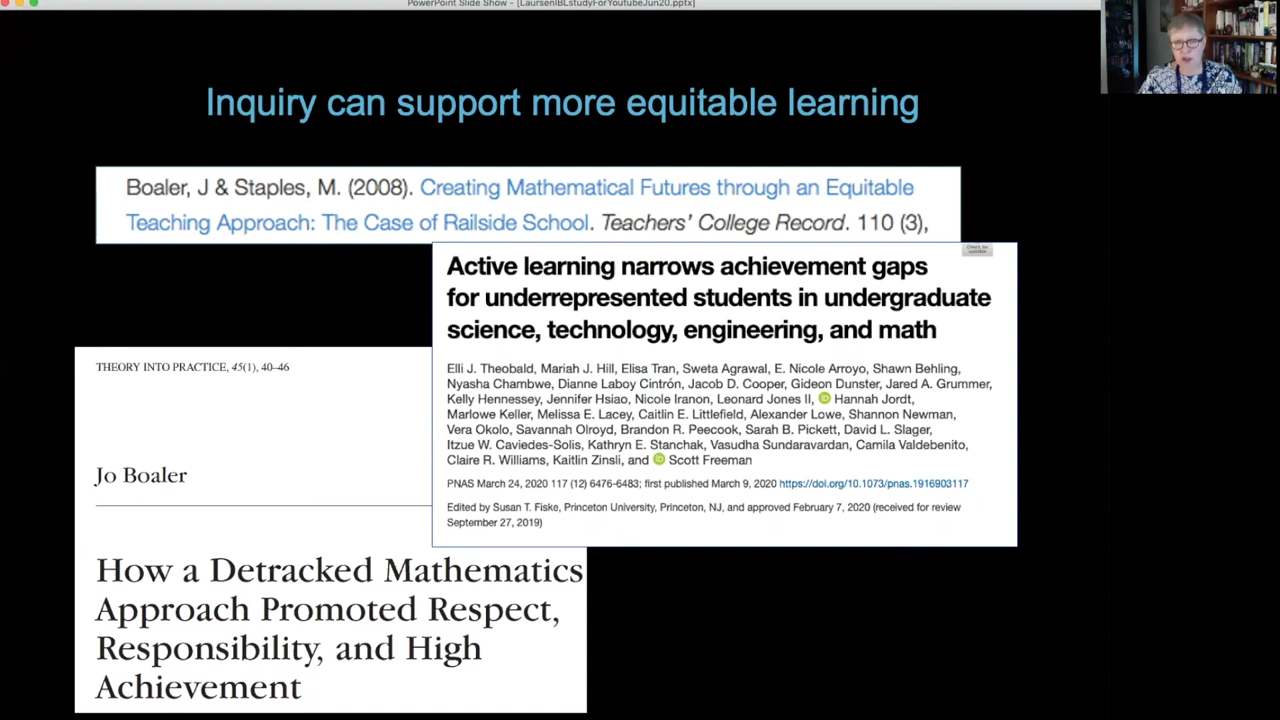 PowerPoint Slide Show - [LaursenIBLstudyForYoutubeJun20.pptx]
Inquiry can support more equitable learning
Boaler, J & Staples, M. (2008). Creating Mathematical Futures through an Equitable
Teaching Approach: The Case of Railside School. Teachers’ College Record. 110 (3),
Active learning narrows achievement gaps
for underrepresented students in undergraduate
science, technology, engineering, and math
Elli J. Theobald, Mariah J. Hill, Elisa Tran, Sweta Agrawal, E. Nicole Arroyo, Shawn Behling,
Nyasha Chambwe, Dianne Laboy Cintrón, Jacob D. Cooper, Gideon Dunster, Jared A. Grummer,
Kelly Hennessey, Jennifer Hsiao, Nicole Iranon, Leonard Jones II, iD Hannah Jordt,
Marlowe Keller, Melissa E. Lacey, Caitlin E. Littlefield, Alexander Lowe, Shannon Newman,
Vera Okolo, Savannah Olroyd, Brandon R. Peecook, Sarah B. Pickett, David L. Slager,
Itzue W. Caviedes-Solis, Kathryn E. Stanchak, Vasudha Sundaravardan, Camila Valdebenito,
Claire R. Williams, Kaitlin Zinsli, and iD Scott Freeman
PNAS March 24, 2020 117 (12) 6476-6483; first published March 9, 2020 https://doi.org/10.1073/pnas.1916903117
Edited by Susan T. Fiske, Princeton University, Princeton, NJ, and approved February 7, 2020 (received for review
September 27, 2019)
THEORY INTO PRACTICE, 45(1), 40–46
Jo Boaler
How a Detracked Mathematics
Approach Promoted Respect,
Responsibility, and High
Achievement